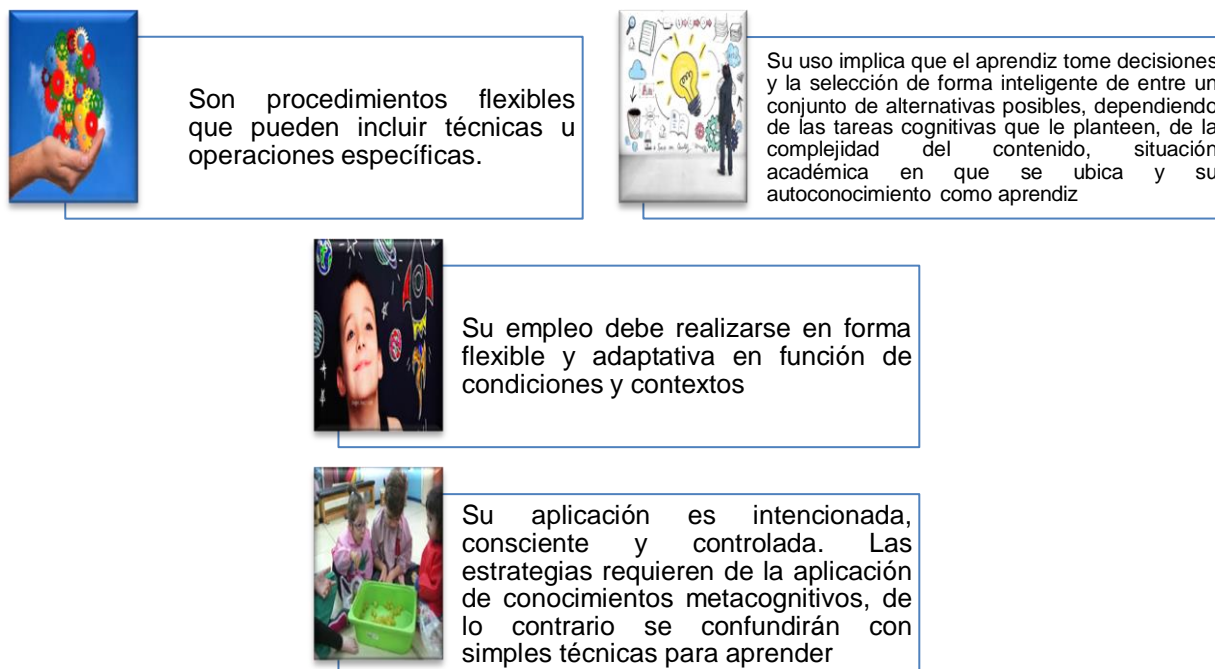 Son procedimientos flexibles
que pueden incluir técnicas u
operaciones específicas.
Su uso implica que el aprendiz tome decisiones
y la selección de forma inteligente de entre un
conjunto de alternativas posibles, dependiendo
de las tareas cognitivas que le planteen, de la
complejidad del contenido, situación
académica en que se ubica y su
autoconocimiento como aprendiz
Su empleo debe realizarse en forma
flexible y adaptativa en función de
condiciones y contextos
Su aplicación es intencionada,
consciente y controlada. Las
estrategias requieren de la aplicación
de conocimientos metacognitivos, de
lo contrario se confundirán con
simples técnicas para aprender